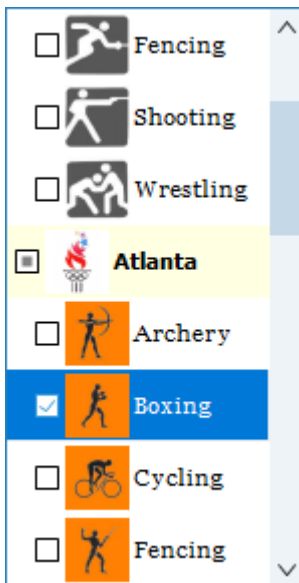 Fencing
Shooting
Wrestling
Atlanta
Archery
Boxing
Cycling
Fencing